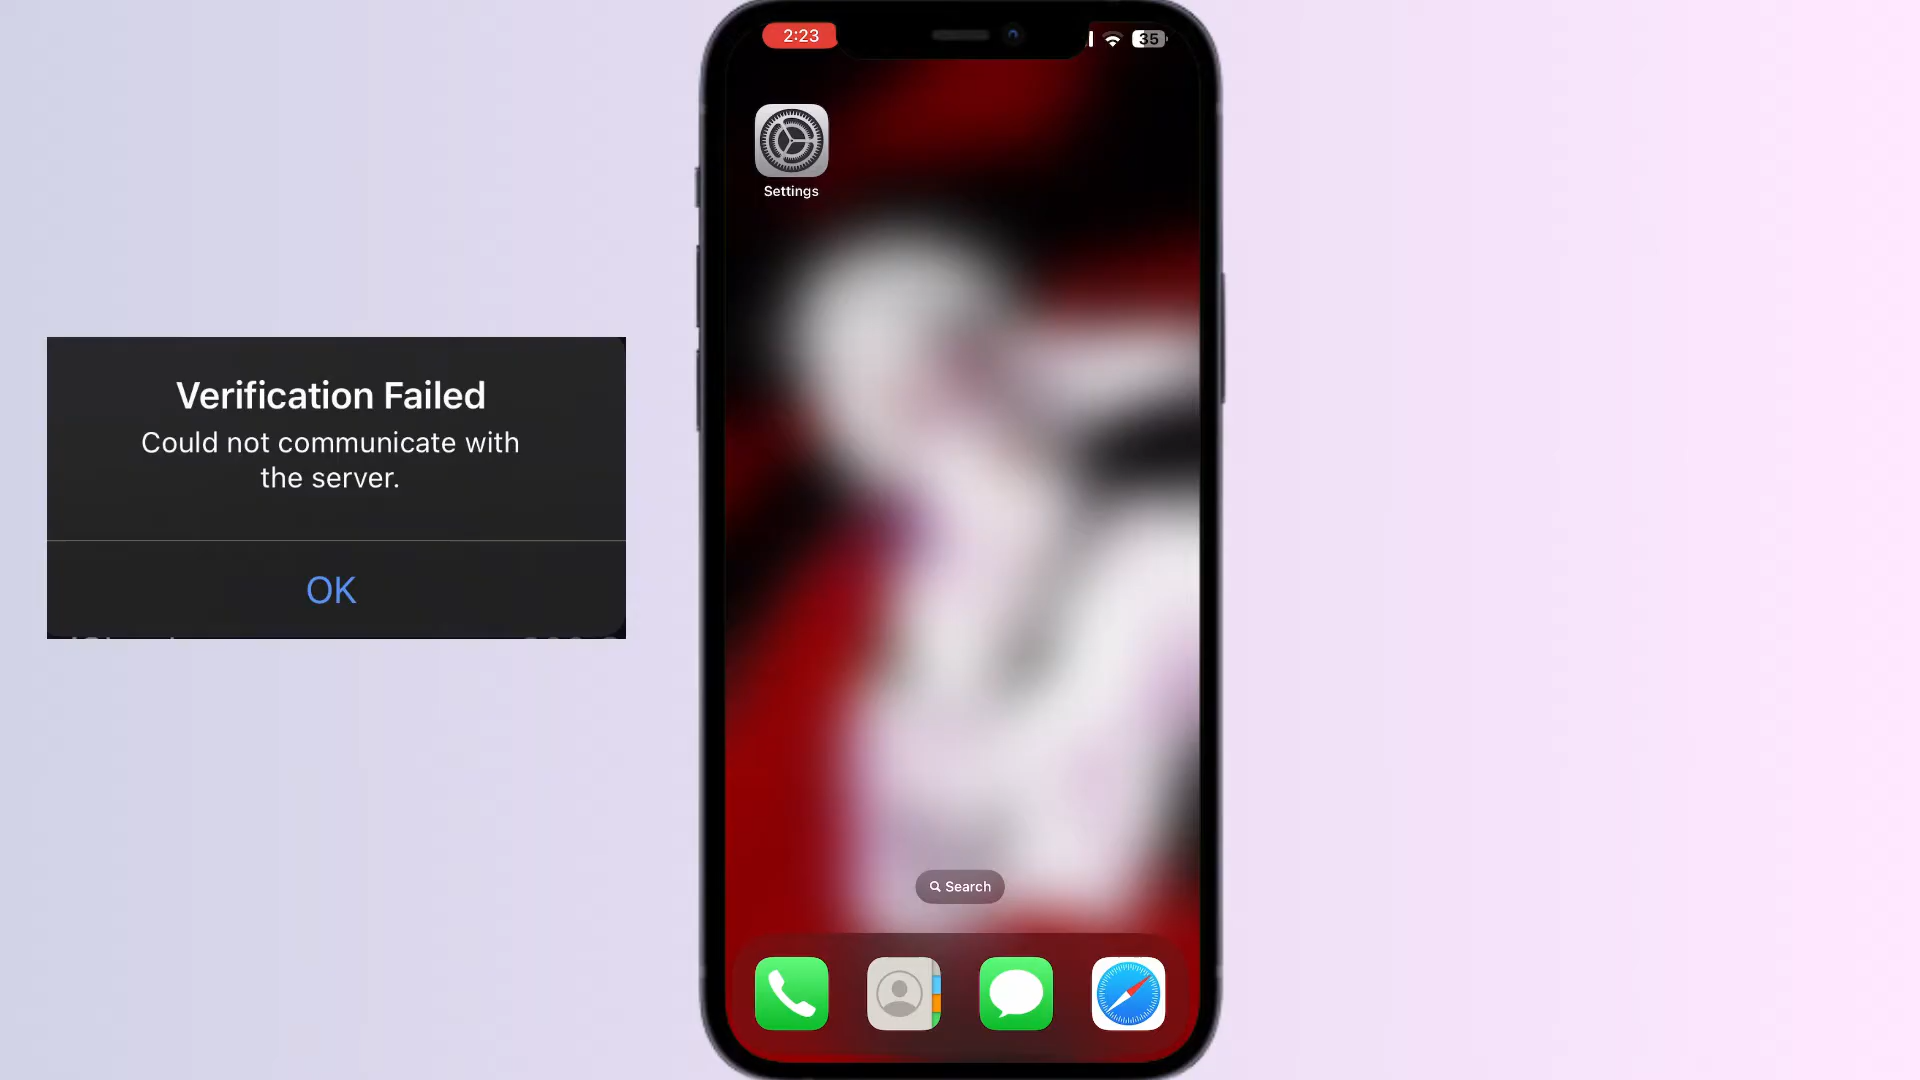 2:23
35
Settings
Verification Failed
Could not communicate with
the server.
OK
Search